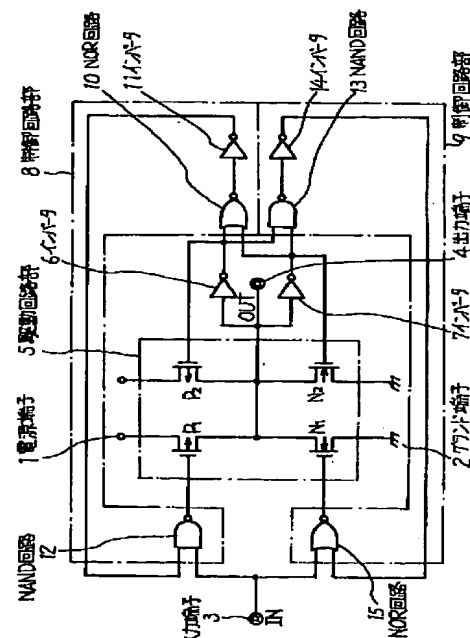 8 制御回路部
10 NOR回路
11 インバータ
14 インバータ
13 NAND回路
9 制御回路部
5 駆動回路部
6 インバータ
4 出力端子
OUT
7 インバータ
1 電流端子
P1
P2
N1
N2
2 グランド端子
NAND回路
12
力端子
3
IN
15
NOR回路